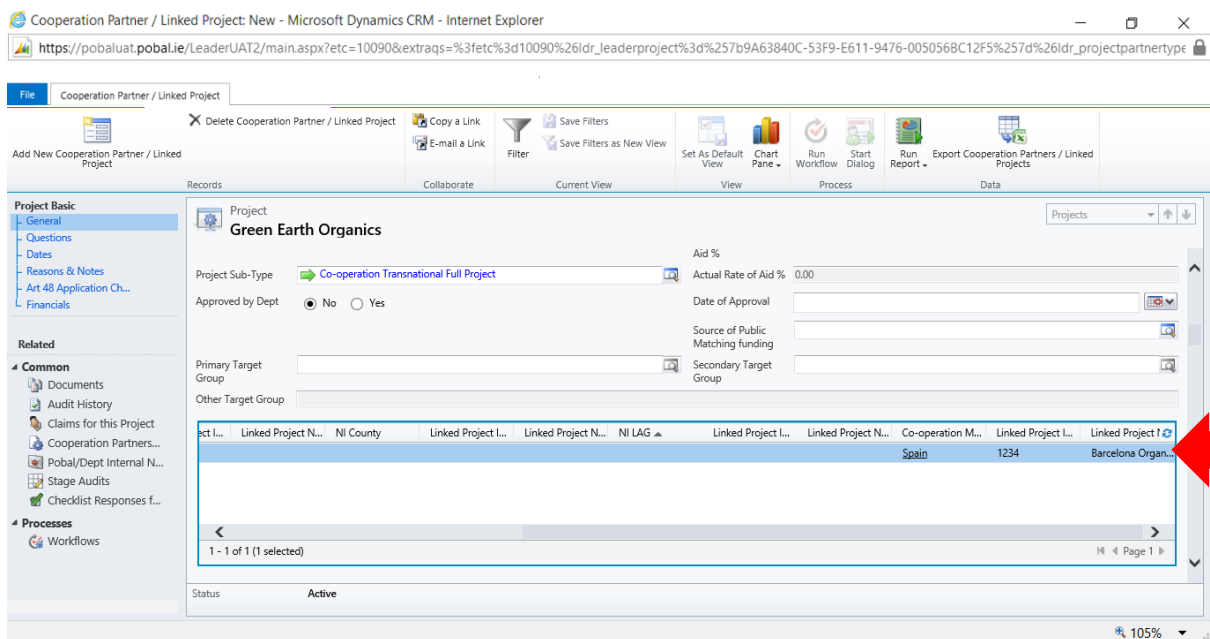 Cooperation Partner / Linked Project: New - Microsoft Dynamics CRM - Internet Explorer
https://pobaluat.pobal.ie/LeaderUAT2/main.aspx?etc=10090&extraqs=%3fetc%3d10090%26ldr_leaderproject%3d%257b9A63840C-53F9-E611-9476-005056BC12F5%257d%26ldr_projectpartnertype
File Cooperation Partner / Linked Project
Add New Cooperation Partner / Linked Project
Delete Cooperation Partner / Linked Project
Records
Copy a Link
E-mail a Link
Collaborate
Filter
Save Filters
Save Filters as New View
Current View
Set As Default View
Chart Pane
View
Run Workflow
Start Dialog
Process
Run Report
Export Cooperation Partners / Linked Projects
Data
Project Basic
General
Questions
Dates
Reasons & Notes
Art 48 Application Ch...
Financials
Related
Common
Documents
Audit History
Claims for this Project
Cooperation Partners...
Pobal/Dept Internal N...
Stage Audits
Checklist Responses f...
Processes
Workflows
Project
Green Earth Organics
Projects
Aid %
Project Sub-Type Co-operation Transnational Full Project Actual Rate of Aid % 0.00
Approved by Dept No Yes Date of Approval
Source of Public Matching funding
Primary Target Group Secondary Target Group
Other Target Group
ect I... Linked Project N... NI County Linked Project I... Linked Project N... NI LAG Linked Project I... Linked Project N... Co-operation M... Linked Project I... Linked Project N
Spain 1234 Barcelona Organ...
1 - 1 of 1 (1 selected) Page 1
Status Active
105%